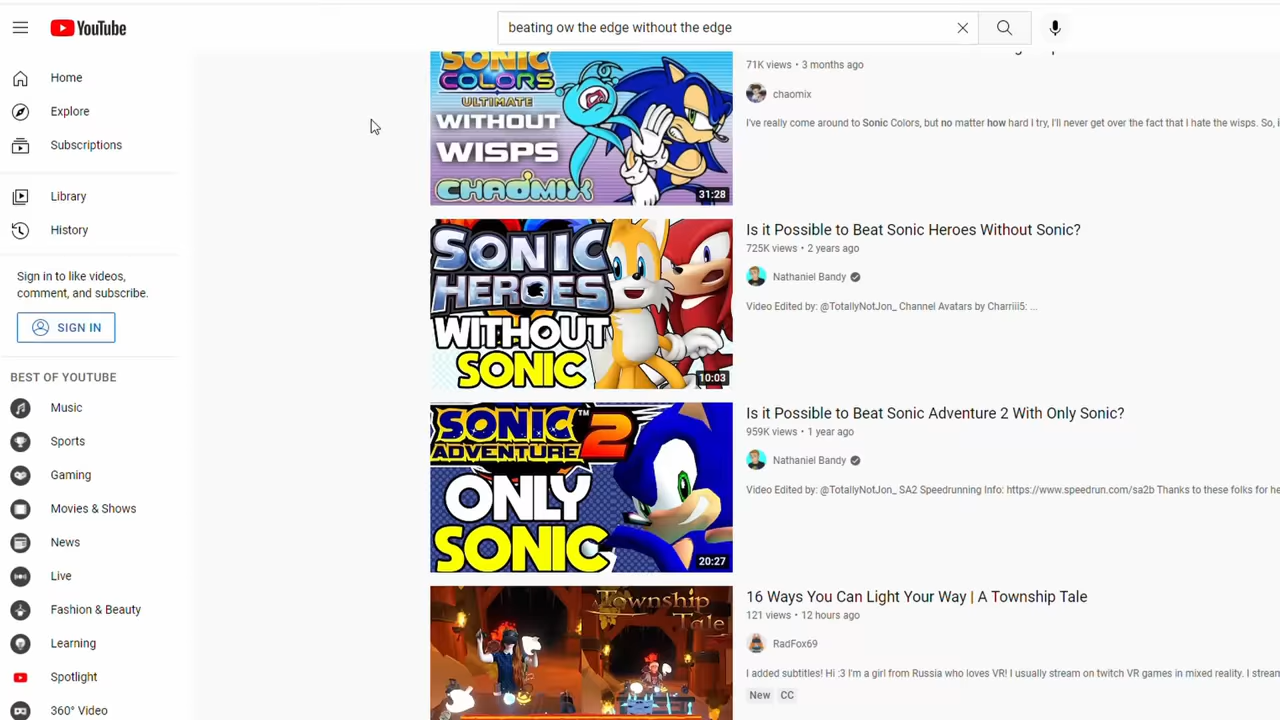 YouTube
beating ow the edge without the edge
Home
Explore
Subscriptions
Library
History
Sign in to like videos,
comment, and subscribe.
SIGN IN
BEST OF YOUTUBE
Music
Sports
Gaming
Movies & Shows
News
Live
Fashion & Beauty
Learning
Spotlight
360° Video
SONIC
COLORS
ULTIMATE
WITHOUT
WISPS
CHAOMIX
31:28
71K views • 3 months ago
chaomix
I've really come around to Sonic Colors, but no matter how hard I try, I'll never get over the fact that I hate the wisps. So, i
SONIC
HEROES
WITHOUT
SONIC
10:03
Is it Possible to Beat Sonic Heroes Without Sonic?
725K views • 2 years ago
Nathaniel Bandy
Video Edited by: @TotallyNotJon_ Channel Avatars by Charriii5: ...
SONIC
ADVENTURE 2
TM
ONLY
SONIC
20:27
Is it Possible to Beat Sonic Adventure 2 With Only Sonic?
959K views • 1 year ago
Nathaniel Bandy
Video Edited by: @TotallyNotJon_ SA2 Speedrunning Info: https://www.speedrun.com/sa2b Thanks to these folks for he
Township
Tale
16 Ways You Can Light Your Way | A Township Tale
121 views • 12 hours ago
RadFox69
I added subtitles! Hi :3 I'm a girl from Russia who loves VR! I usually stream on twitch VR games in mixed reality. I stream
New CC